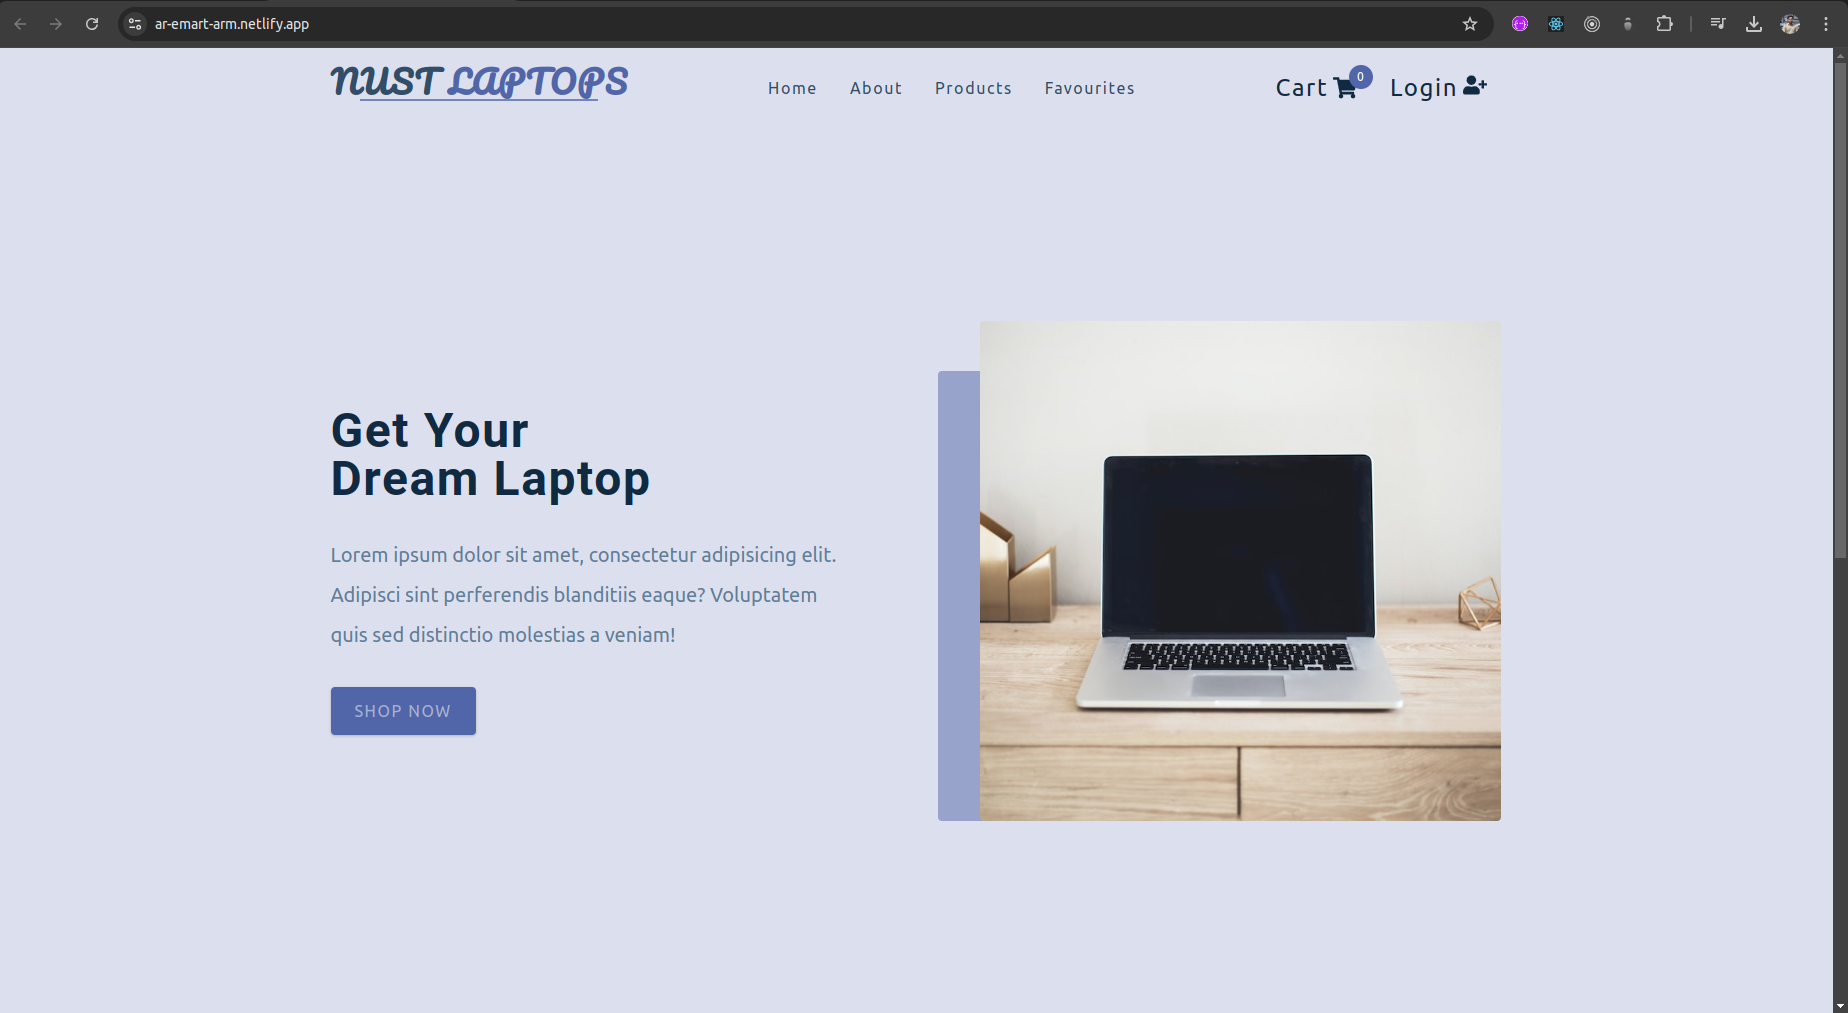 ar-emart-arm.netlify.app
NUST LAPTOPS
Home About Products Favourites
Cart 0 Login
Get Your
Dream Laptop
Lorem ipsum dolor sit amet, consectetur adipisicing elit.
Adipisci sint perferendis blanditiis eaque? Voluptatem
quis sed distinctio molestias a veniam!
SHOP NOW